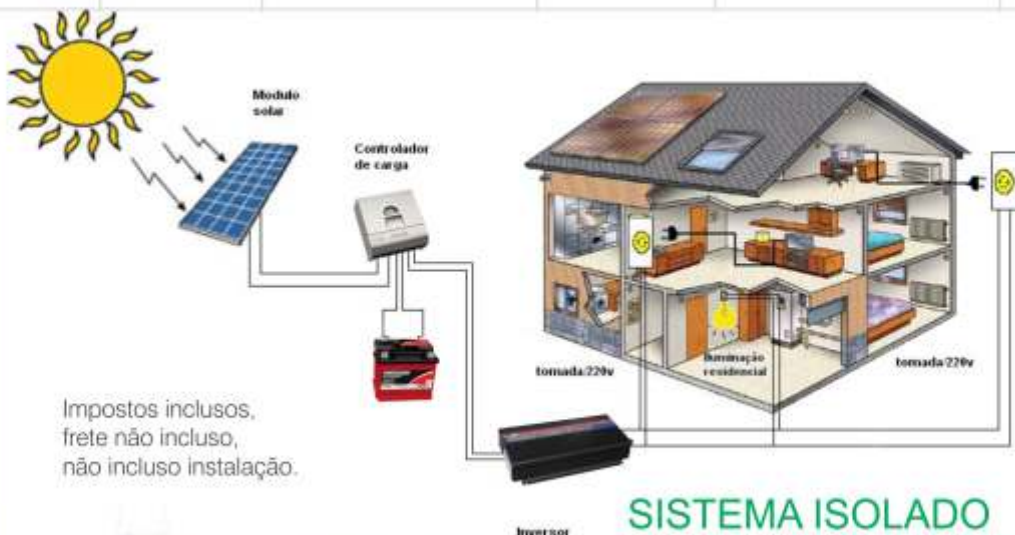 Modulo
solar
Controlador
de carga
tomada/220v
Iluminação
residencial
tomada/220v
Impostos inclusos,
frete não incluso,
não incluso instalação.
SISTEMA ISOLADO
Inversor